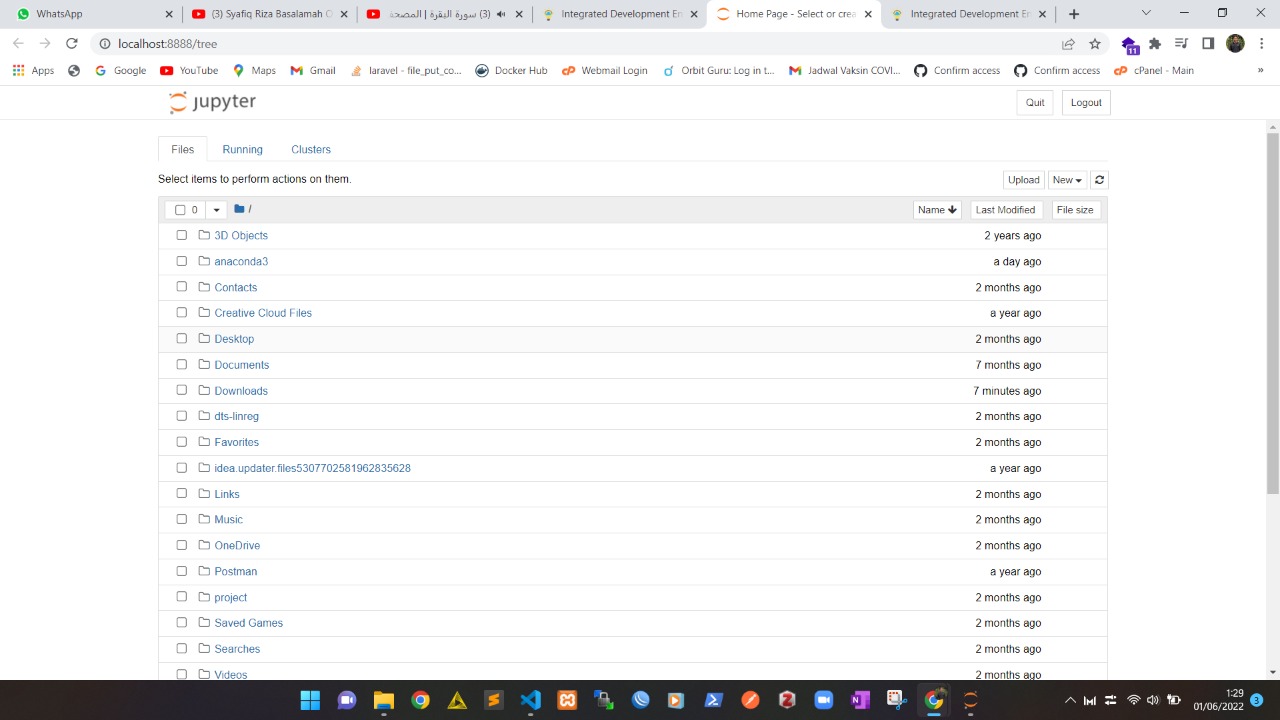 WhatsApp
(3) Syafiq Riza Basalamah O
(3) سورة البقرة | المصحف
Integrated Development En
Home Page - Select or crea
Integrated Development En
localhost:8888/tree
11
Apps
Google
YouTube
Maps
Gmail
laravel - file_put_co...
Docker Hub
Webmail Login
Orbit Guru: Log in t...
Jadwal Vaksin COVI...
Confirm access
Confirm access
cPanel - Main
»
jupyter
Quit
Logout
Files
Running
Clusters
Select items to perform actions on them.
Upload
New
0
/
Name
Last Modified
File size
3D Objects 2 years ago
anaconda3 a day ago
Contacts 2 months ago
Creative Cloud Files a year ago
Desktop 2 months ago
Documents 7 months ago
Downloads 7 minutes ago
dts-linreg 2 months ago
Favorites 2 months ago
idea.updater.files5307702581962835628 a year ago
Links 2 months ago
Music 2 months ago
OneDrive 2 months ago
Postman a year ago
project 2 months ago
Saved Games 2 months ago
Searches 2 months ago
Videos 2 months ago
1:29
01/06/2022
3